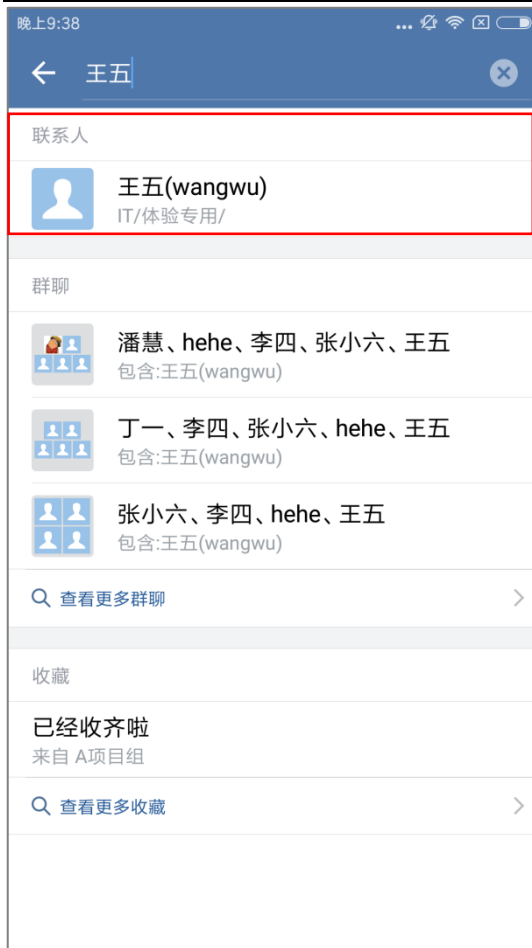 晚上9:38
王五
联系人
王五(wangwu)
IT/体验专用/
群聊
潘慧、hehe、李四、张小六、王五
包含:王五(wangwu)
丁一、李四、张小六、hehe、王五
包含:王五(wangwu)
张小六、李四、hehe、王五
包含:王五(wangwu)
查看更多群聊
收藏
已经收齐啦
来自 A项目组
查看更多收藏